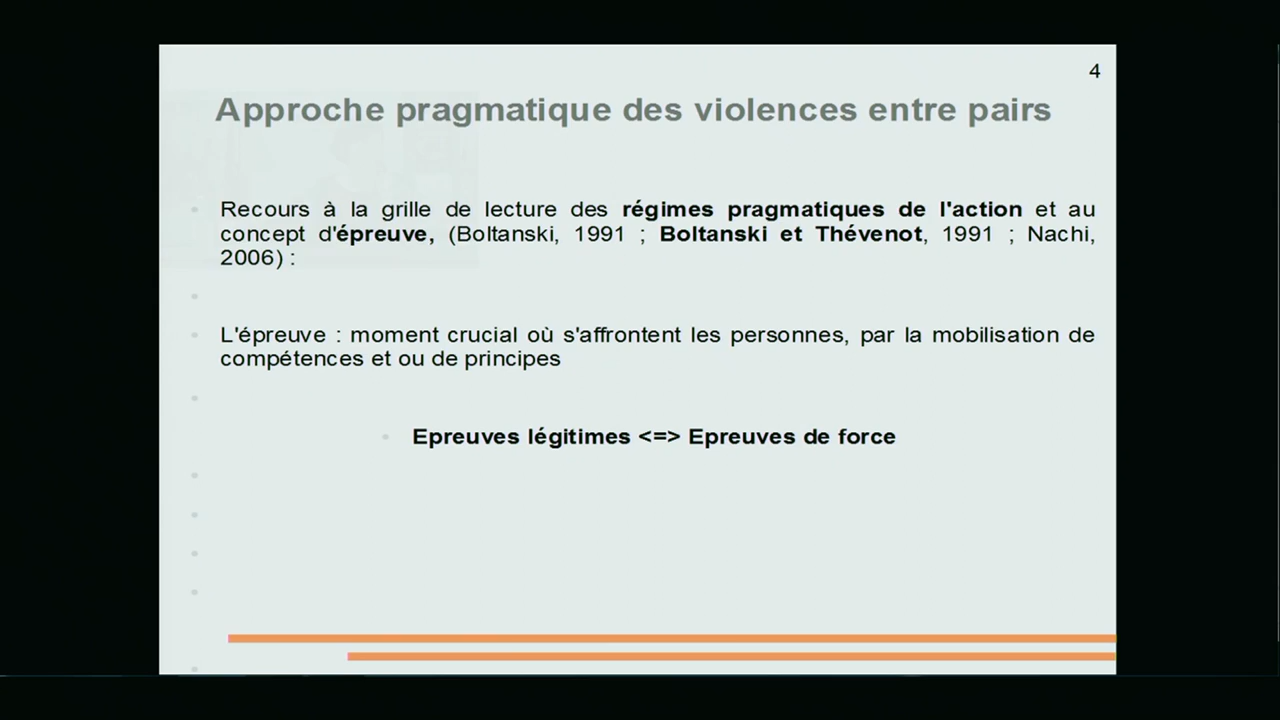 4
Approche pragmatique des violences entre pairs
Recours à la grille de lecture des régimes pragmatiques de l'action et au
concept d'épreuve, (Boltanski, 1991 ; Boltanski et Thévenot, 1991 ; Nachi,
2006) :
L'épreuve : moment crucial où s'affrontent les personnes, par la mobilisation de
compétences et ou de principes
Epreuves légitimes <=> Epreuves de force